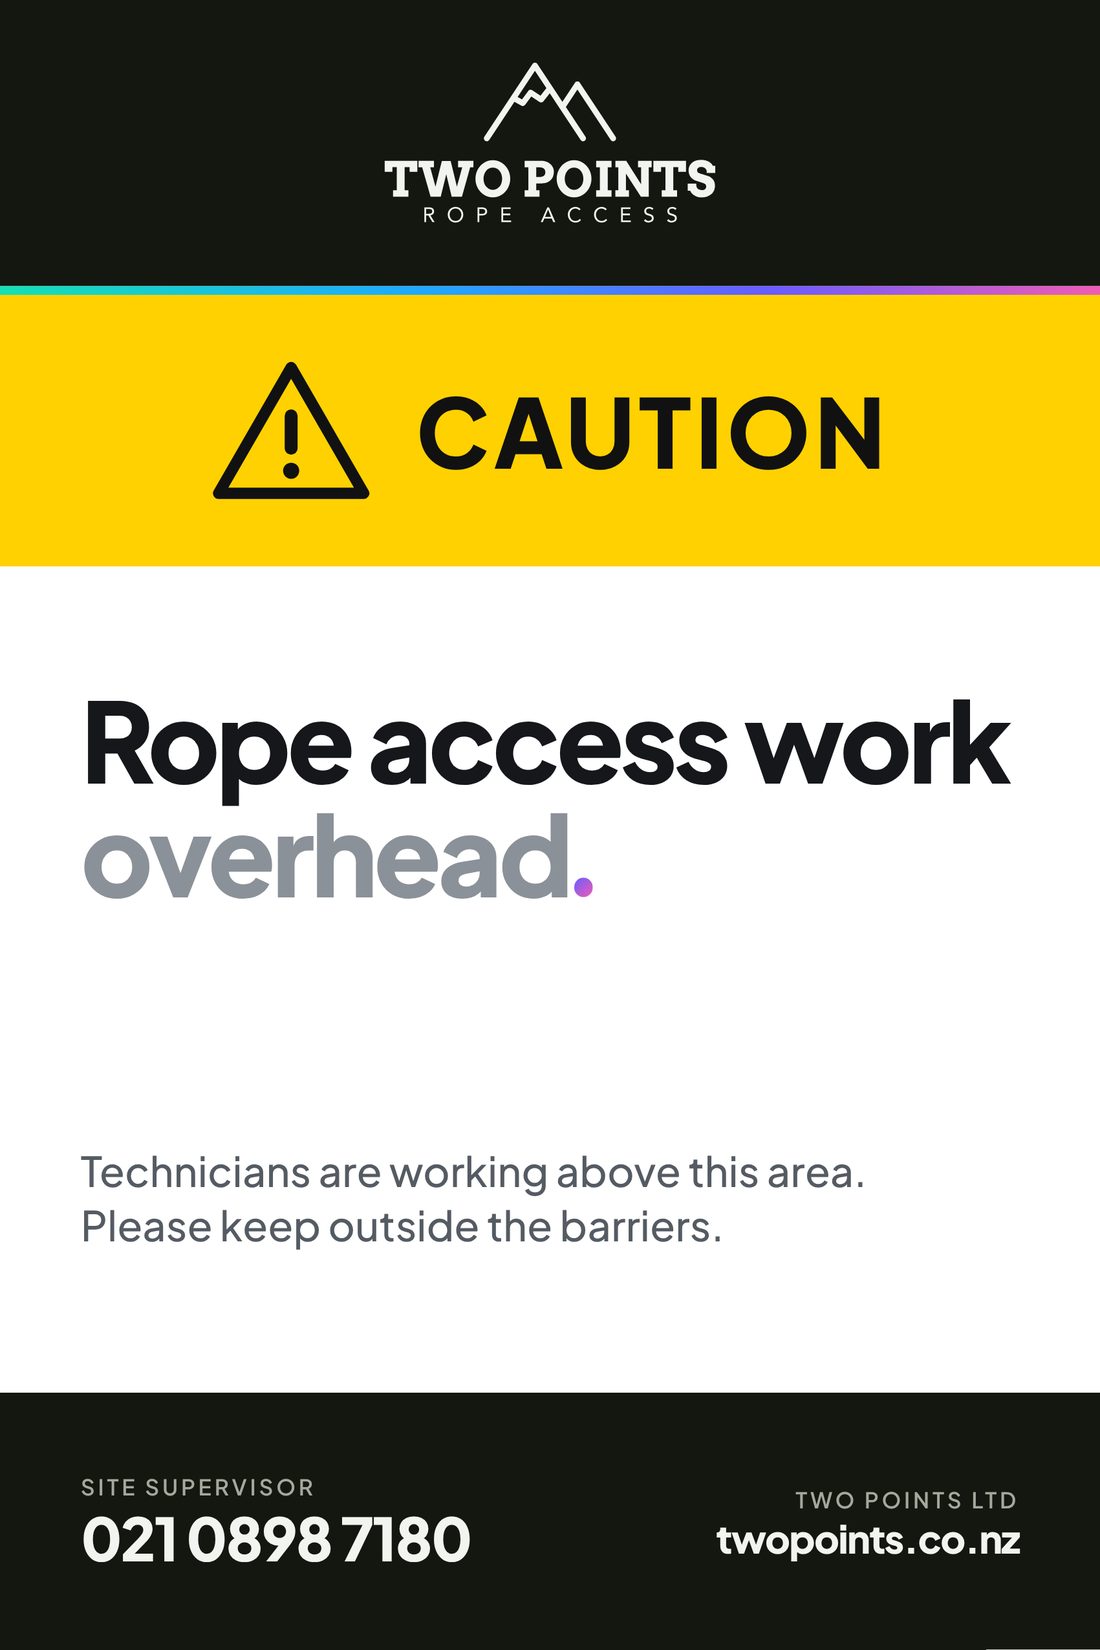 TWO POINTS
ROPE ACCESS
CAUTION
Rope access work
overhead.
Technicians are working above this area.
Please keep outside the barriers.
SITE SUPERVISOR
021 0898 7180
TWO POINTS LTD
twopoints.co.nz